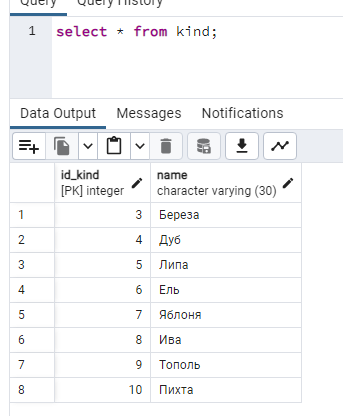 Query Query History
1 select * from kind;
Data Output Messages Notifications
id_kind name
[PK] integer character varying (30)
1 3 Береза
2 4 Дуб
3 5 Липа
4 6 Ель
5 7 Яблоня
6 8 Ива
7 9 Тополь
8 10 Пихта